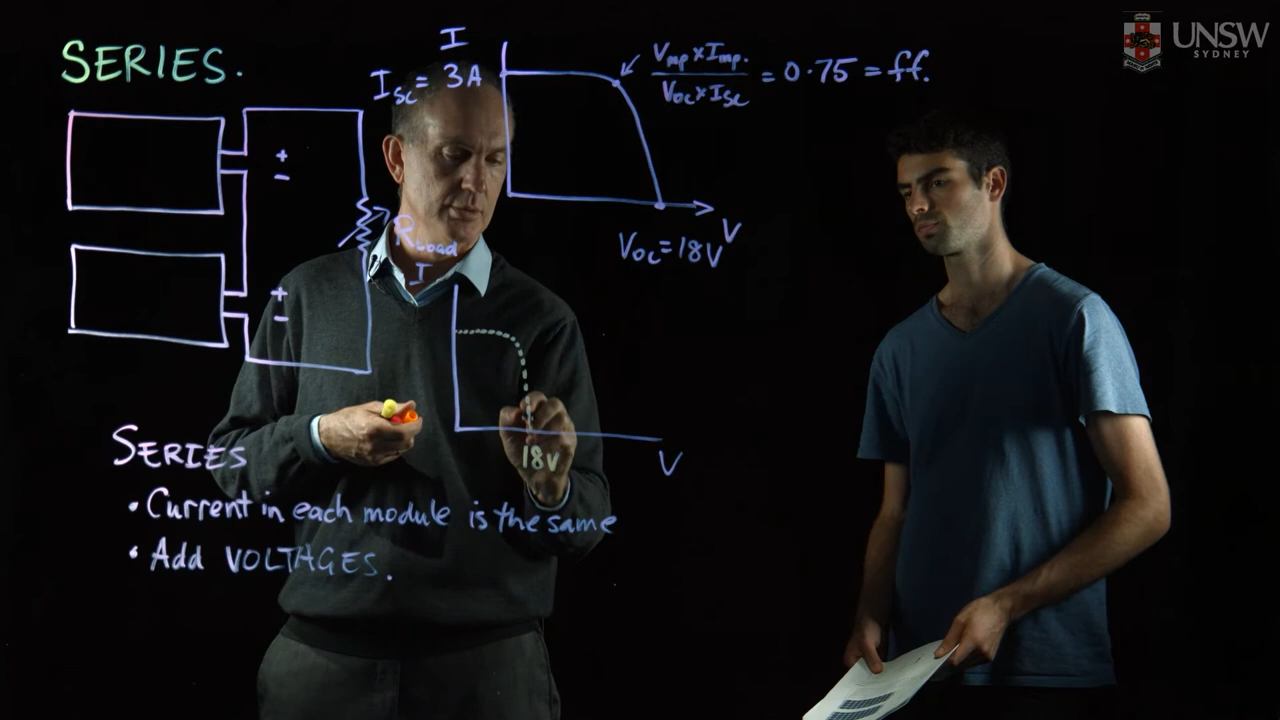 UNSW
SYDNEY
SERIES.
I
Isc = 3A
Vmp × Imp.
Voc × Isc
= 0.75 = ff.
V
Voc = 18V
+
-
RLoad
+
-
I
18V
V
SERIES
• Current in each module is the same
• Add VOLTAGES.